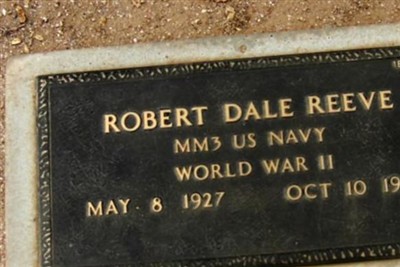 ROBERT DALE REEVE
MM3 US NAVY
WORLD WAR II
MAY 8 1927 OCT 10